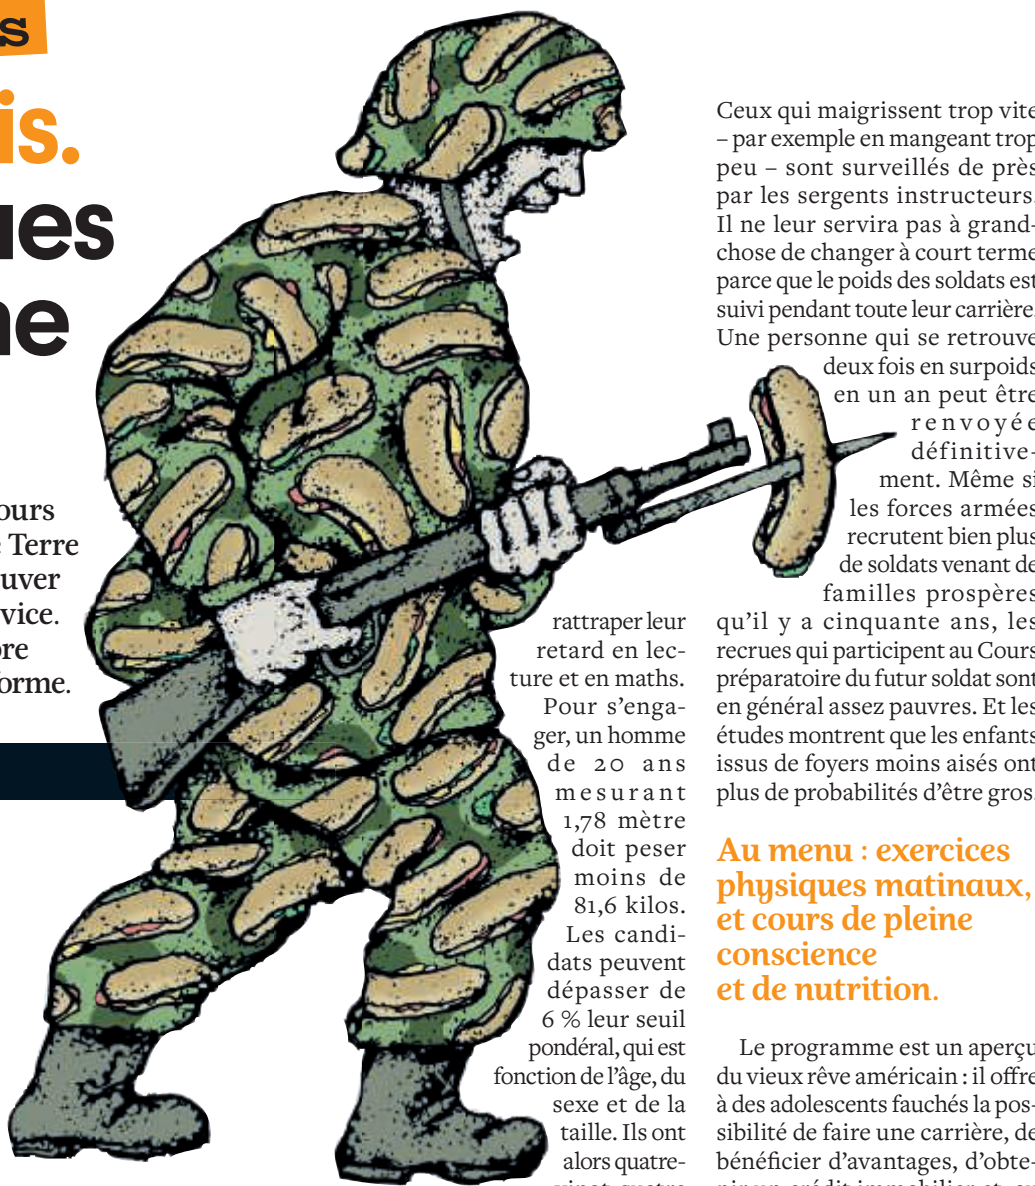 s
is.
ues
ne
ours
e Terre
uver
vice.
ore
forme.
rattraper leur
retard en lec-
ture et en maths.
Pour s’enga-
ger, un homme
de 20 ans
mesurant
1,78 mètre
doit peser
moins de
81,6 kilos.
Les candi-
dats peuvent
dépasser de
6 % leur seuil
pondéral, qui est
fonction de l’âge, du
sexe et de la
taille. Ils ont
alors quatre-
Ceux qui maigrissent trop vite
– par exemple en mangeant trop
peu – sont surveillés de près
par les sergents instructeurs.
Il ne leur servira pas à grand-
chose de changer à court terme
parce que le poids des soldats est
suivi pendant toute leur carrière.
Une personne qui se retrouve
deux fois en surpoids
en un an peut être
renvoyée
définitive-
ment. Même si
les forces armées
recrutent bien plus
de soldats venant de
familles prospères
qu’il y a cinquante ans, les
recrues qui participent au Cours
préparatoire du futur soldat sont
en général assez pauvres. Et les
études montrent que les enfants
issus de foyers moins aisés ont
plus de probabilités d’être gros.
Au menu : exercices
physiques matinaux,
et cours de pleine
conscience
et de nutrition.
Le programme est un aperçu
du vieux rêve américain : il offre
à des adolescents fauchés la pos-
sibilité de faire une carrière, de
bénéficier d’avantages, d’obte-